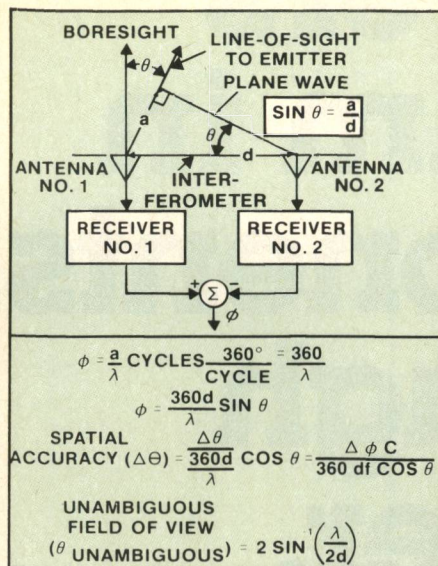 BORESIGHT
LINE-OF-SIGHT
TO EMITTER
θ
PLANE WAVE
a
θ
SIN θ = a/d
d
ANTENNA
NO. 1
INTER-
FEROMETER
ANTENNA
NO. 2
RECEIVER
NO. 1
RECEIVER
NO. 2
+ Σ −
φ
φ = a/λ CYCLES 360°/CYCLE = 360/λ
φ = 360d/λ SIN θ
SPATIAL
ACCURACY (ΔΘ) = Δθ/(360d/λ) COS θ = Δ φ C/360 df COS θ
UNAMBIGUOUS
FIELD OF VIEW
(θ UNAMBIGUOUS) = 2 SIN ' (λ/2d)